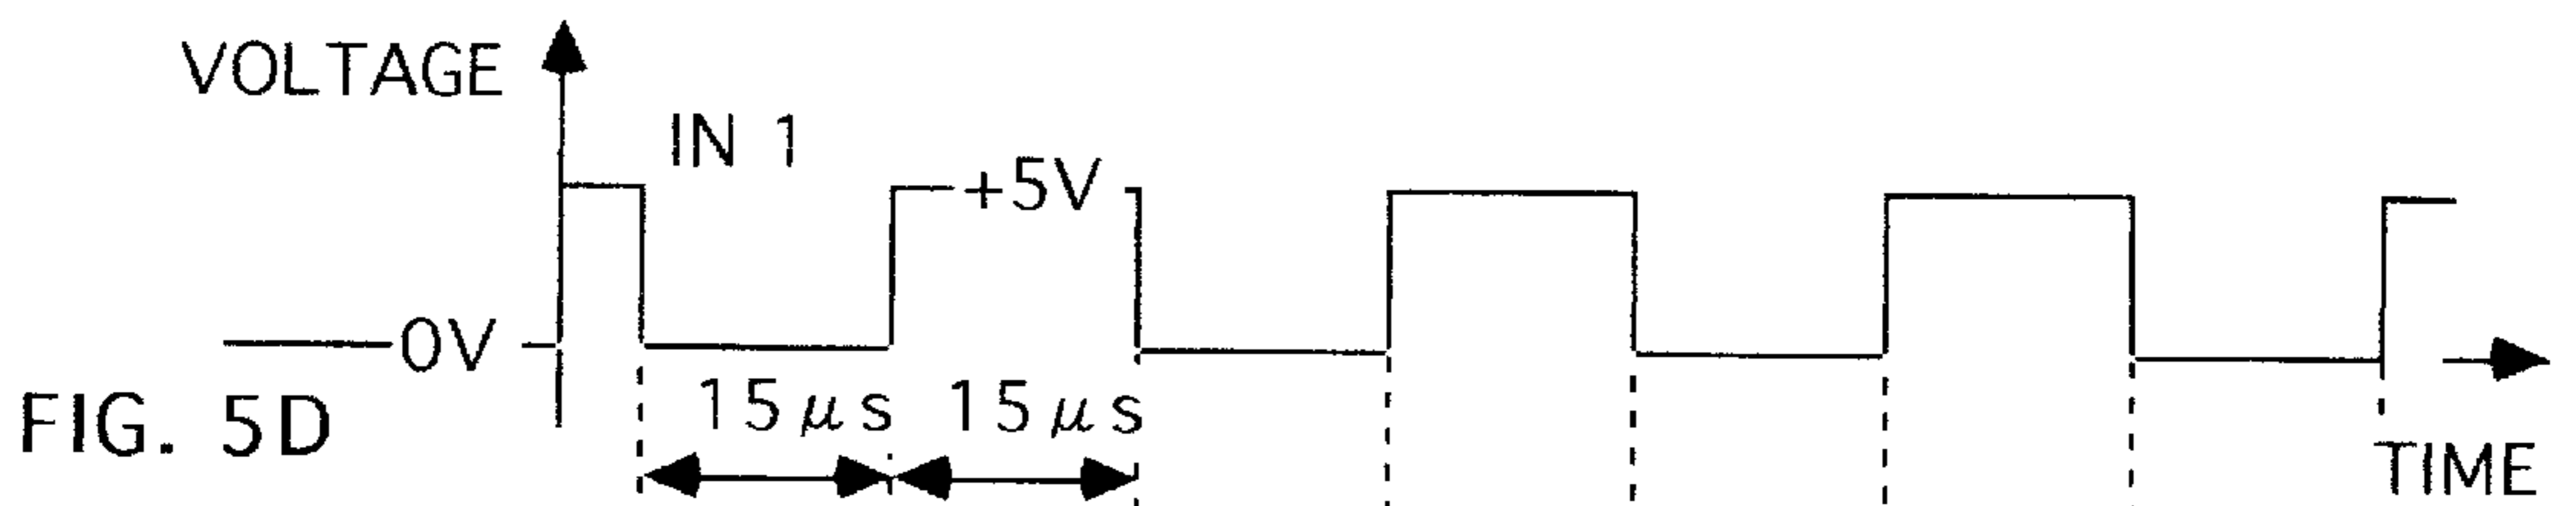 VOLTAGE
IN 1
+5V
0V
15μs 15μs
FIG. 5D
TIME